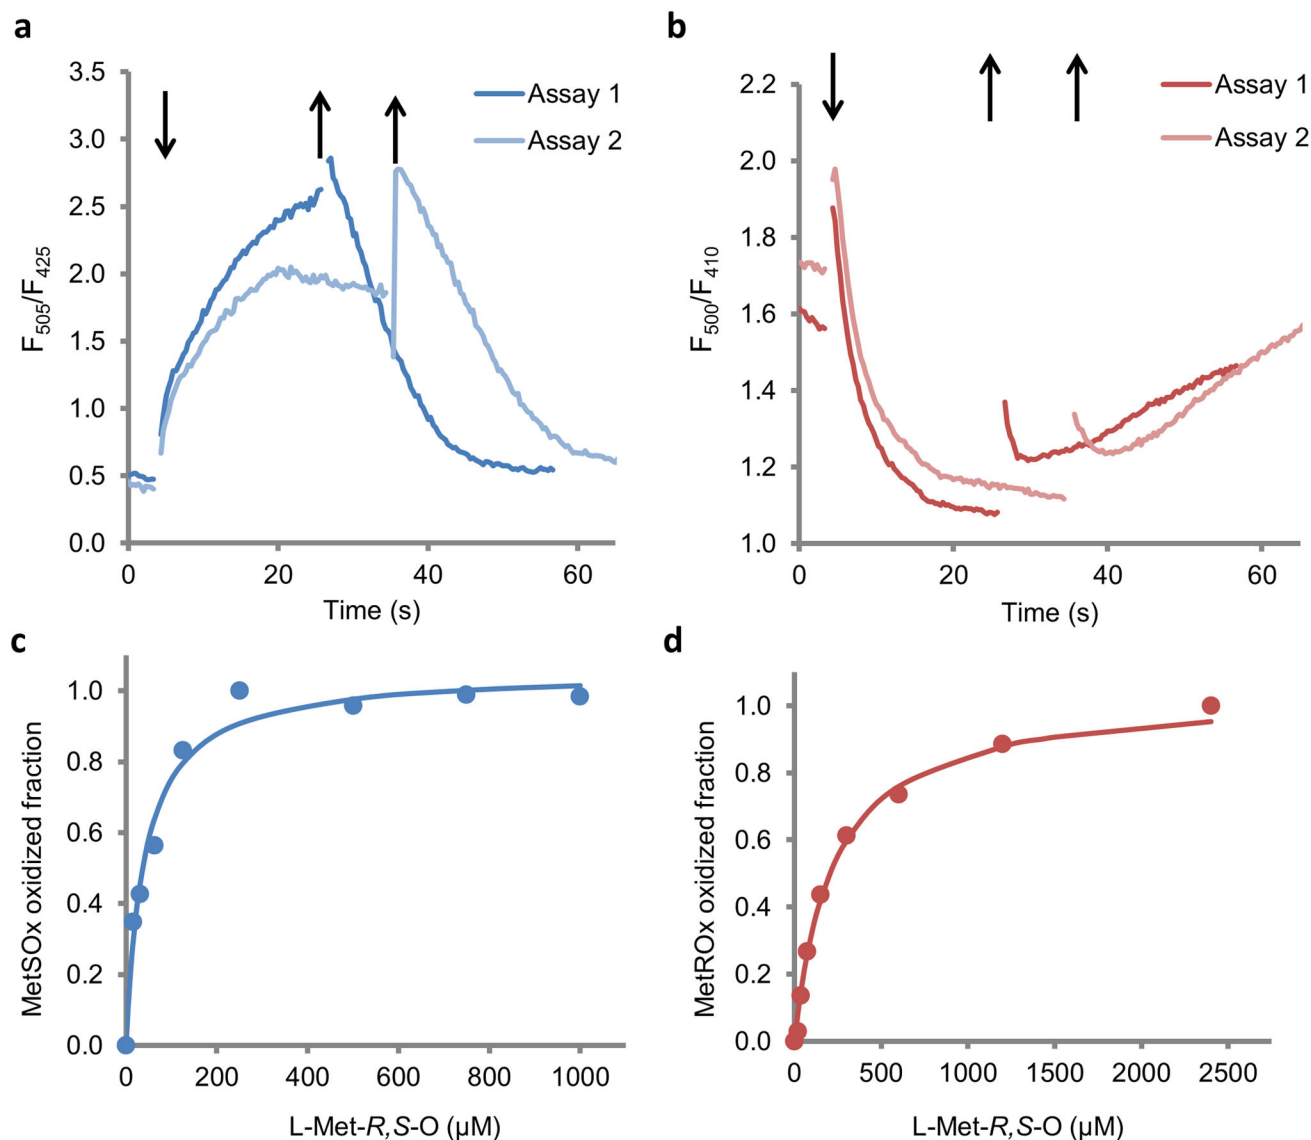 a
3.5
3.0
2.5
2.0
1.5
1.0
0.5
0.0
F505/F425
0 20 40 60
Time (s)
Assay 1
Assay 2
b
2.2
2.0
1.8
1.6
1.4
1.2
1.0
F500/F410
0 20 40 60
Time (s)
Assay 1
Assay 2
c
1.0
0.8
0.6
0.4
0.2
0.0
MetSOx oxidized fraction
0 200 400 600 800 1000
L-Met-R,S-O (µM)
d
1.0
0.8
0.6
0.4
0.2
0.0
MetROx oxidized fraction
0 500 1000 1500 2000 2500
L-Met-R,S-O (µM)